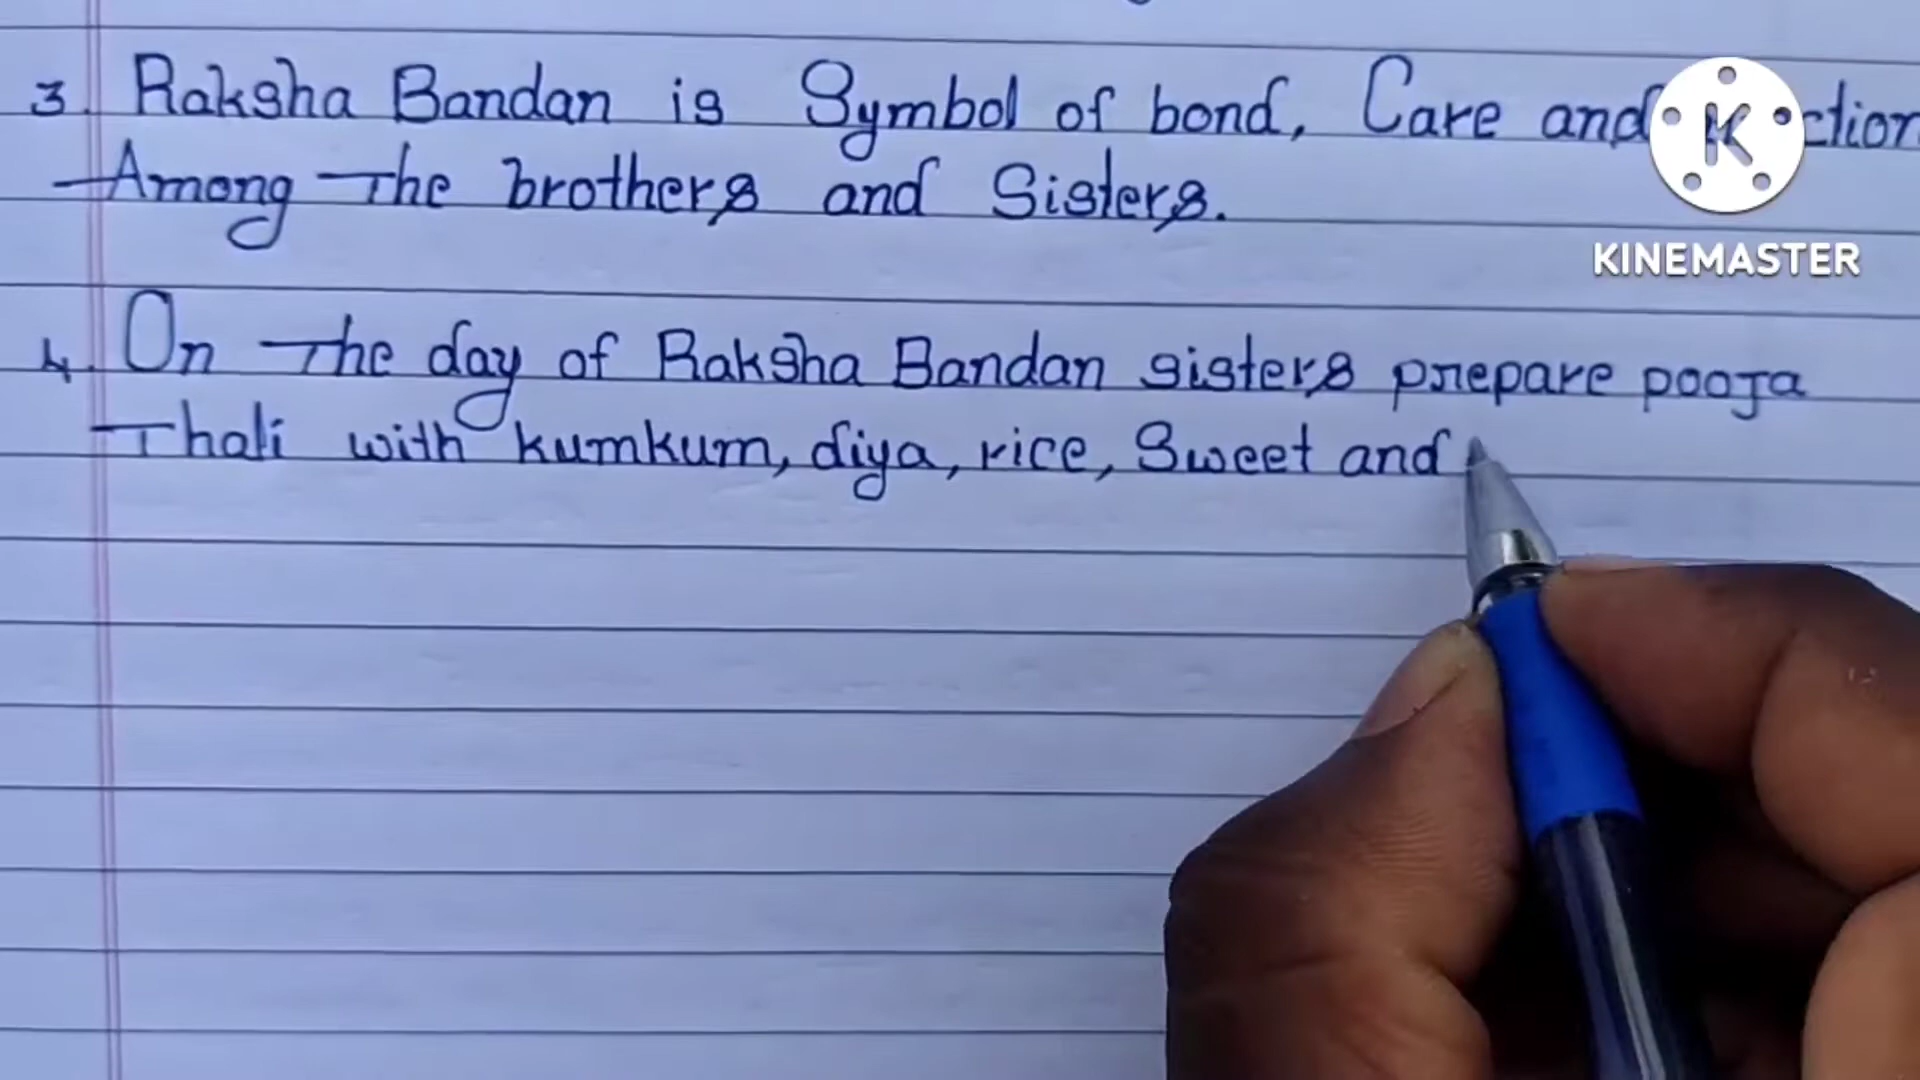 3. Raksha Bandan is Symbol of bond, Care and
Among The brothers and Sisters.
4. On The day of Raksha Bandan sisters prepare pooja
Thali with kumkum, diya, rice, Sweet and
K
KINEMASTER